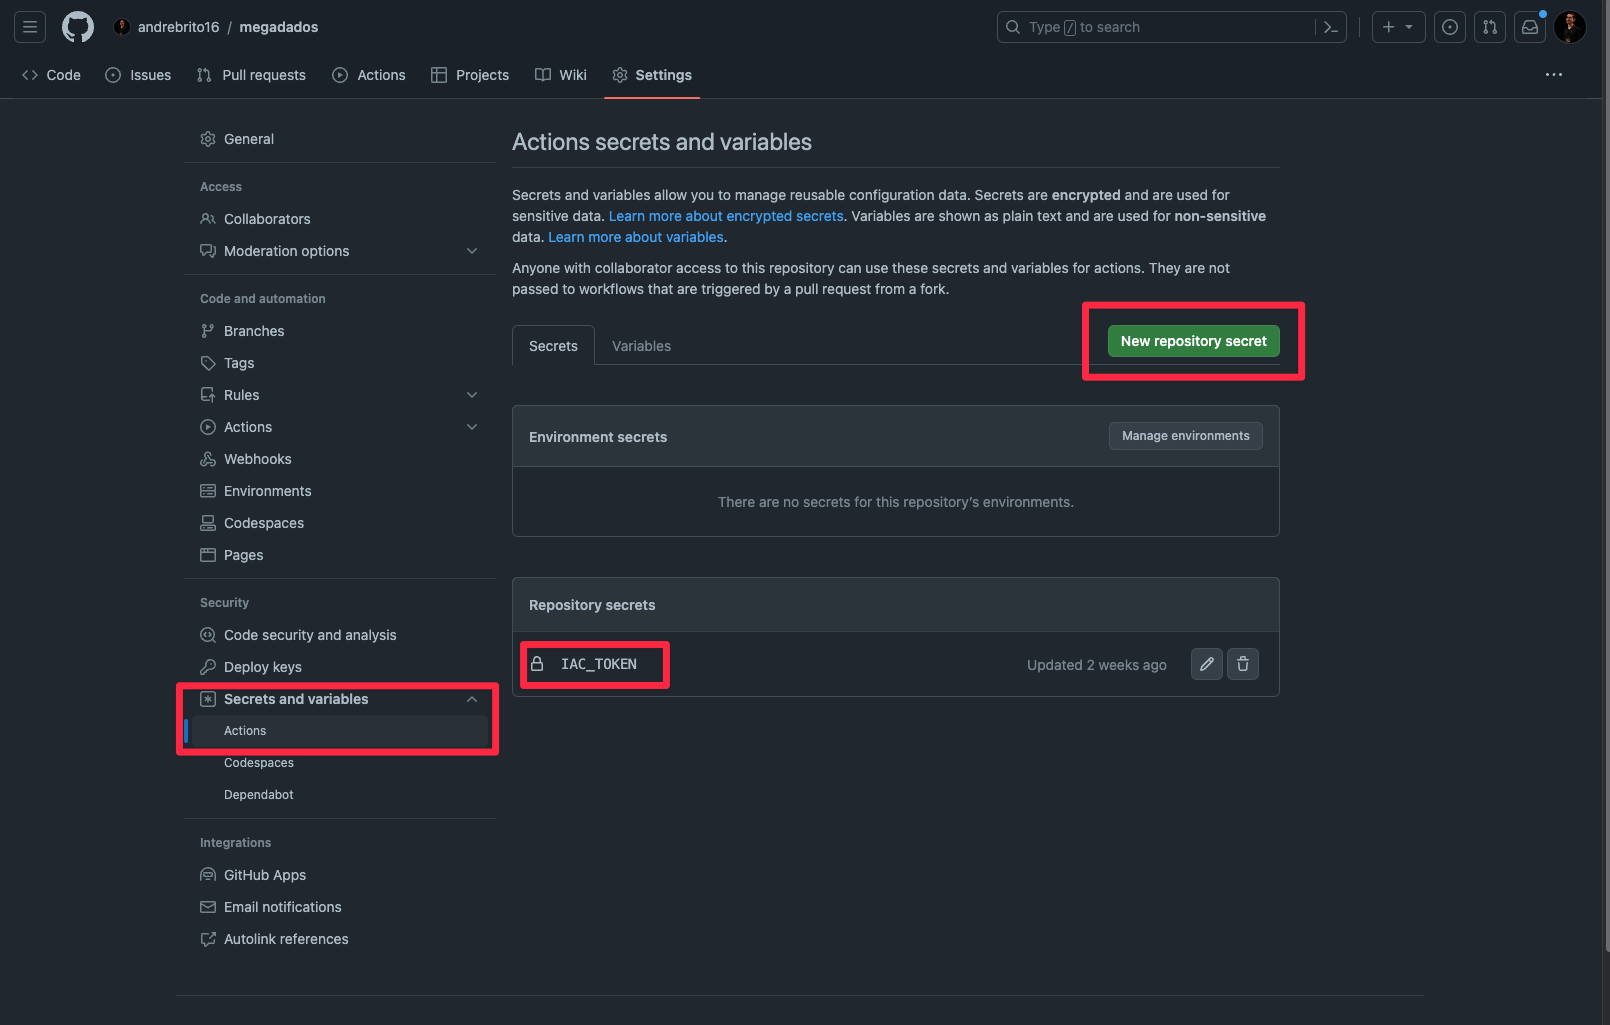 andrebrito16 / megadados
Type / to search
Code
Issues
Pull requests
Actions
Projects
Wiki
Settings
General
Access
Collaborators
Moderation options
Code and automation
Branches
Tags
Rules
Actions
Webhooks
Environments
Codespaces
Pages
Security
Code security and analysis
Deploy keys
Secrets and variables
Actions
Codespaces
Dependabot
Integrations
GitHub Apps
Email notifications
Autolink references
Actions secrets and variables
Secrets and variables allow you to manage reusable configuration data. Secrets are encrypted and are used for
sensitive data. Learn more about encrypted secrets. Variables are shown as plain text and are used for non-sensitive
data. Learn more about variables.
Anyone with collaborator access to this repository can use these secrets and variables for actions. They are not
passed to workflows that are triggered by a pull request from a fork.
Secrets
Variables
New repository secret
Environment secrets
Manage environments
There are no secrets for this repository's environments.
Repository secrets
IAC_TOKEN
Updated 2 weeks ago